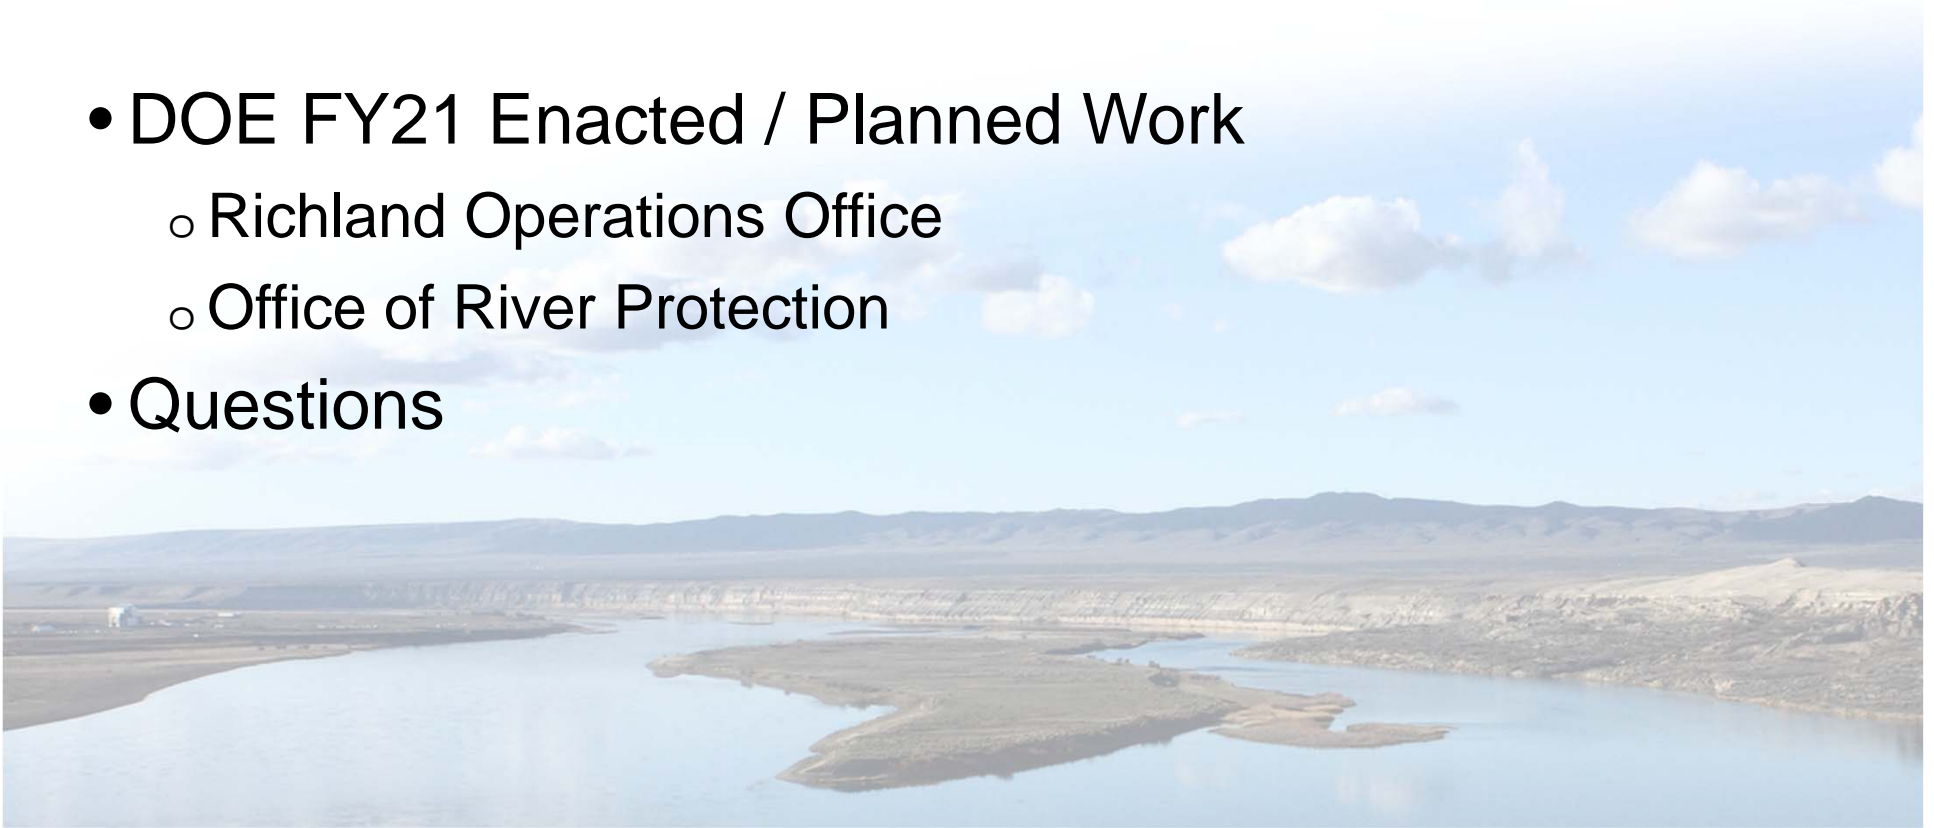 • DOE FY21 Enacted / Planned Work
o Richland Operations Office
o Office of River Protection
• Questions